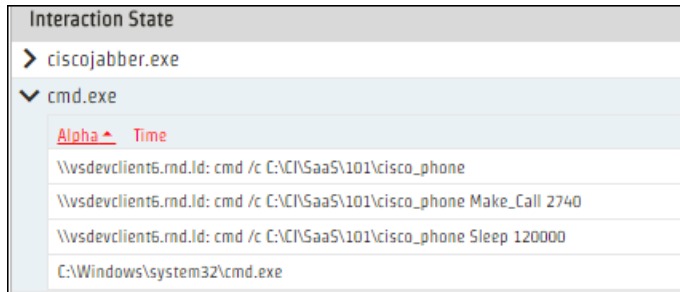 Interaction State
ciscojabber.exe
cmd.exe
Alpha Time
\\vsdevclient6.rnd.ld: cmd /c C:\CI\SaaS\101\cisco_phone
\\vsdevclient6.rnd.ld: cmd /c C:\CI\SaaS\101\cisco_phone Make_Call 2740
\\vsdevclient6.rnd.ld: cmd /c C:\CI\SaaS\101\cisco_phone Sleep 120000
C:\Windows\system32\cmd.exe